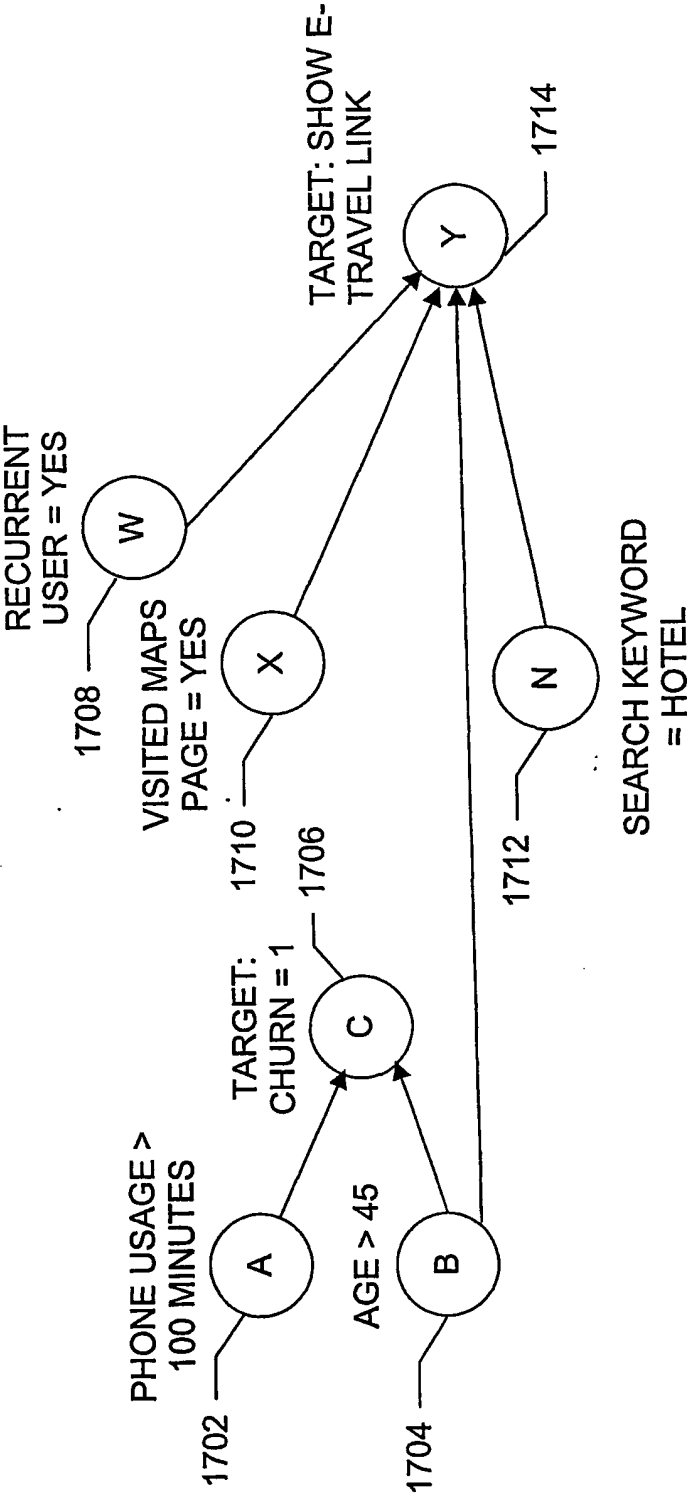 PHONE USAGE >
100 MINUTES
1702
A
AGE > 45
1704
B
TARGET:
CHURN = 1
1706
C
RECURRENT
USER = YES
1708
W
VISITED MAPS
PAGE = YES
1710
X
1712
N
SEARCH KEYWORD
= HOTEL
TARGET: SHOW E-
TRAVEL LINK
Y
1714